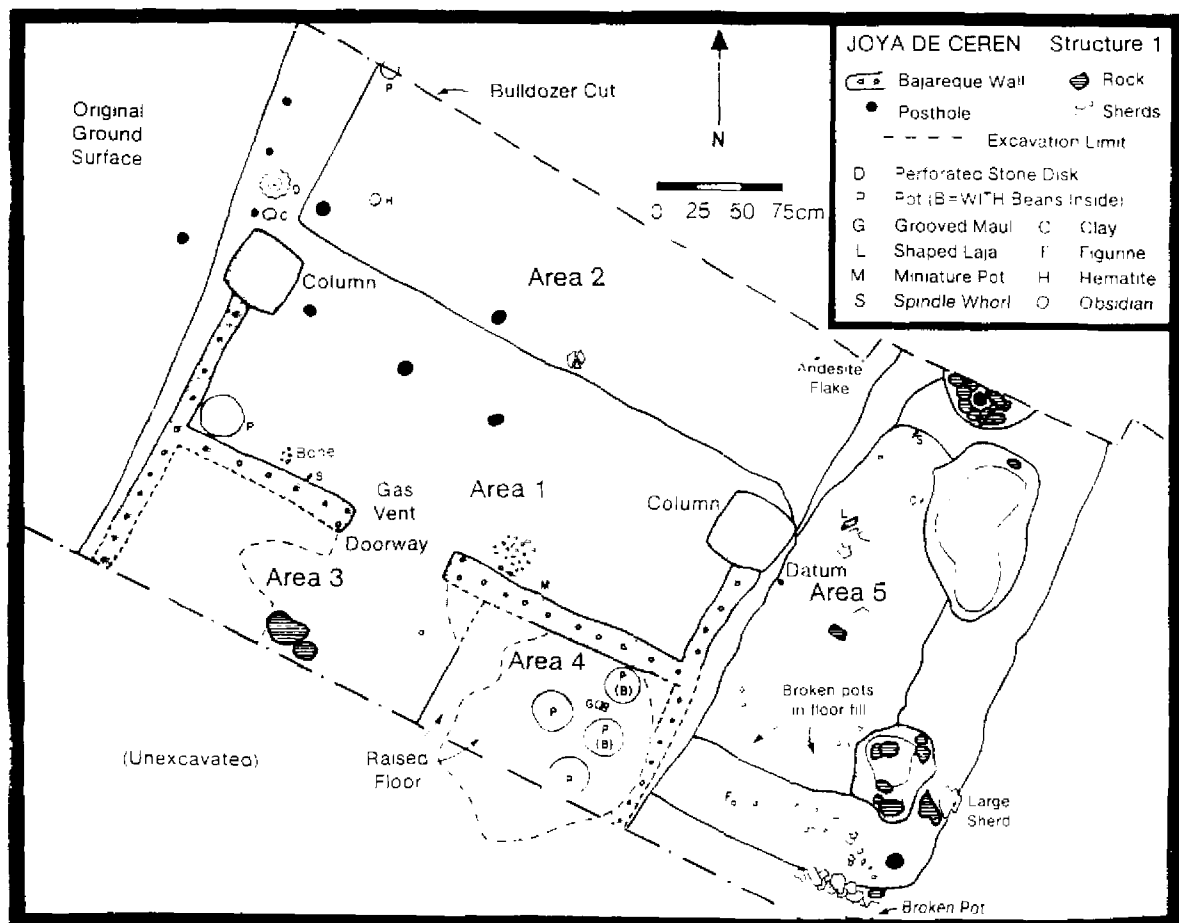 JOYA DE CEREN Structure 1
Bajareque Wall Rock
Posthole Sherds
Excavation Limit
D Perforated Stone Disk
P Pot (B=WITH Beans Inside)
G Grooved Maul C Clay
L Shaped Laja F Figurine
M Miniature Pot H Hematite
S Spindle Whorl O Obsidian
Original
Ground
Surface
P
Bulldozer Cut
N
0 25 50 75cm
D
C
H
Column
Area 2
Andesite
Flake
P
Bone
S
Gas
Vent
Doorway
Area 1
Column
S
C
L
Datum
Area 5
Area 3
M
Area 4
P
(B)
G
P
P
(B)
P
Broken pots
in floor fill
(Unexcavated)
Raised
Floor
F
Large
Sherd
Broken Pot